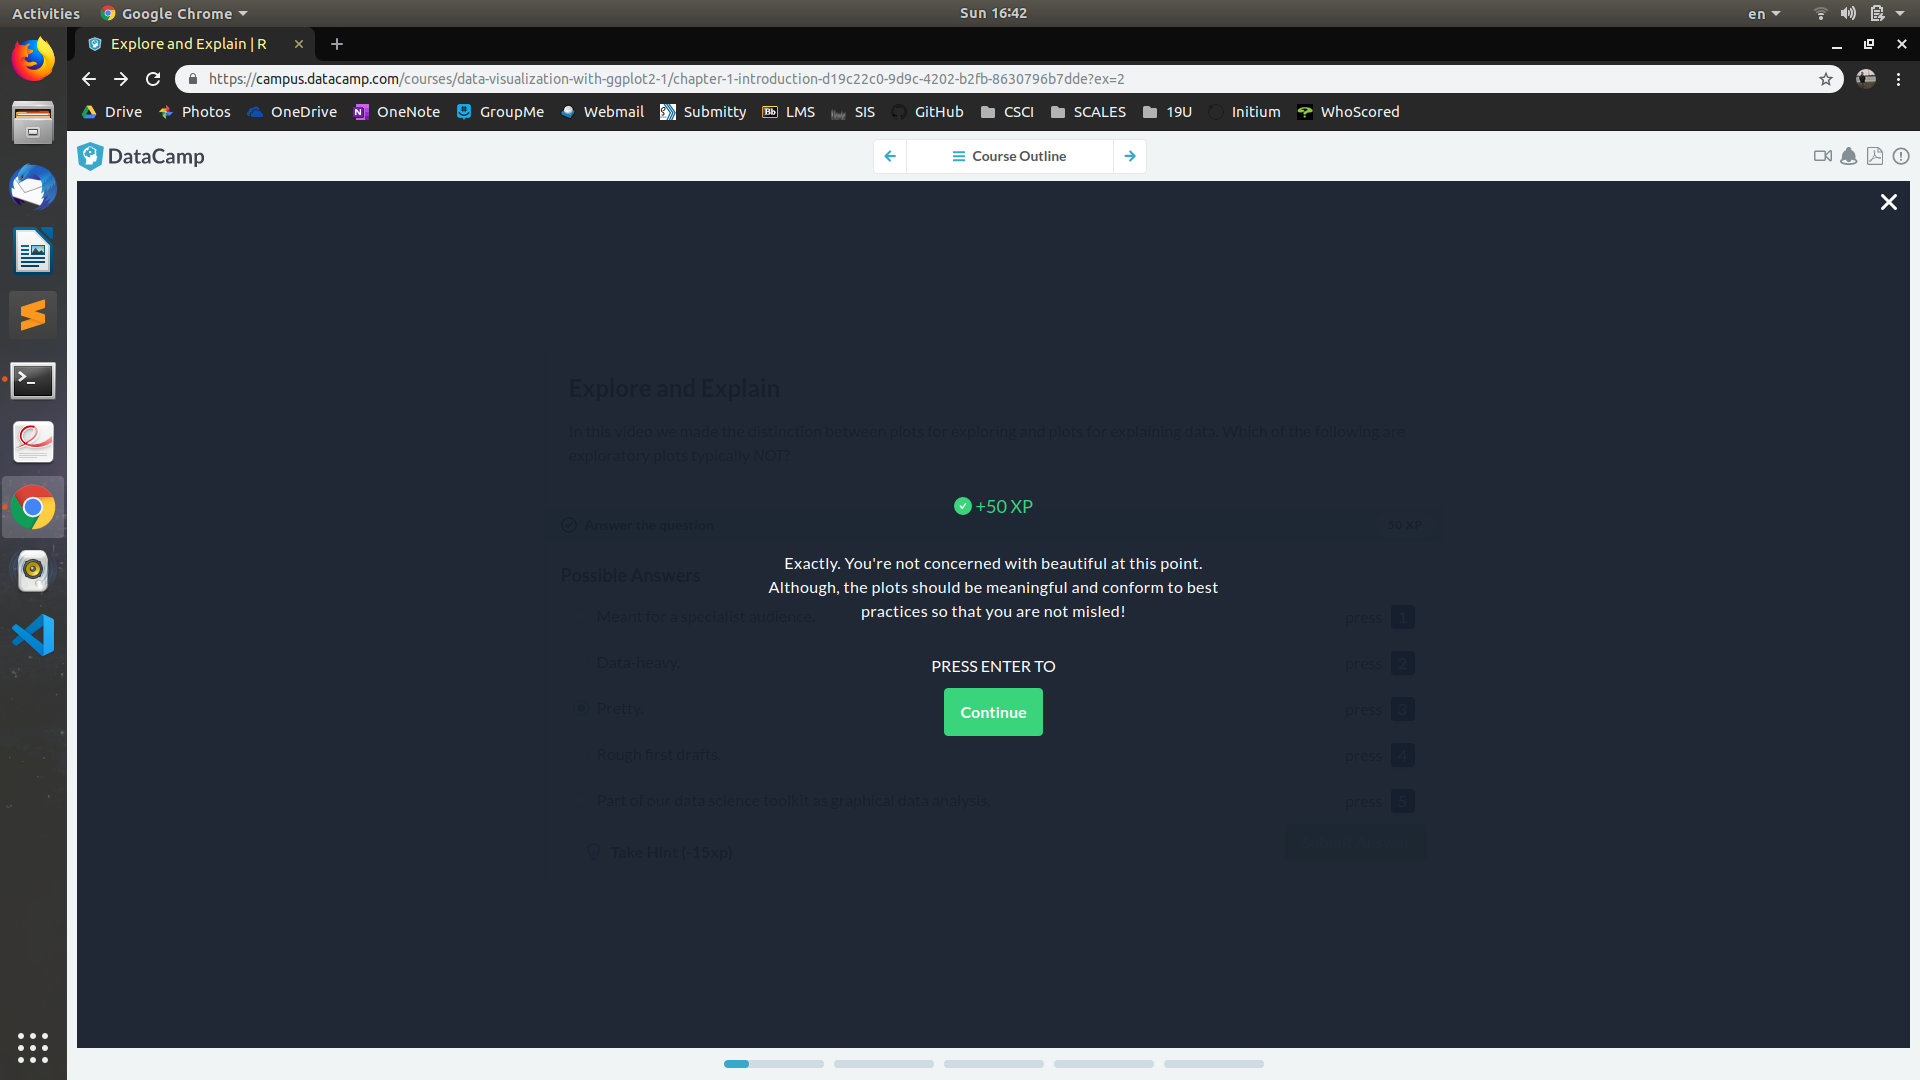 Activities
Google Chrome
Sun 16:42
en
Explore and Explain | R
https://campus.datacamp.com/courses/data-visualization-with-ggplot2-1/chapter-1-introduction-d19c22c0-9d9c-4202-b2fb-8630796b7dde?ex=2
Drive
Photos
OneDrive
OneNote
GroupMe
Webmail
Submitty
LMS
SIS
GitHub
CSCI
SCALES
19U
Initium
WhoScored
DataCamp
Course Outline
Explore and Explain
In this video we made the distinction between plots for exploring and plots for explaining data. Which of the following are
exploratory plots typically NOT?
+50 XP
Answer the question
50 XP
Exactly. You're not concerned with beautiful at this point.
Although, the plots should be meaningful and conform to best
practices so that you are not misled!
Possible Answers
Meant for a specialist audience.
press 1
Data-heavy.
press 2
PRESS ENTER TO
Continue
Pretty.
press 3
Rough first drafts.
press 4
Part of our data science toolkit as graphical data analysis.
press 5
Take Hint (-15xp)